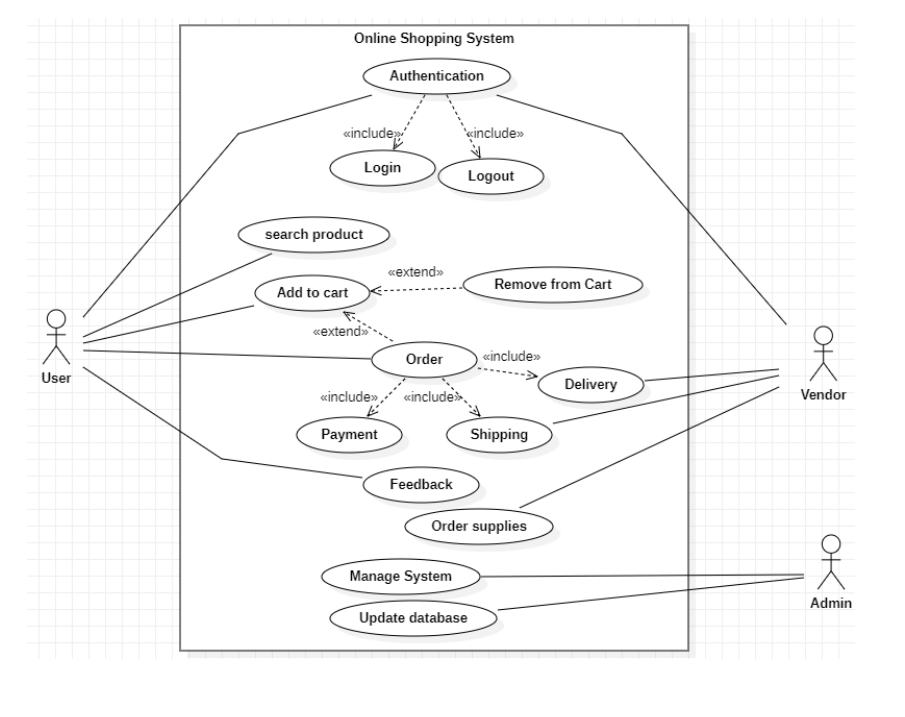 Online Shopping System
Authentication
«include»
«include»
Login
Logout
search product
«extend»
Remove from Cart
Add to cart
«extend»
Order
«include»
User
Delivery
Vendor
«include»
«include»
Payment
Shipping
Feedback
Order supplies
Manage System
Admin
Update database